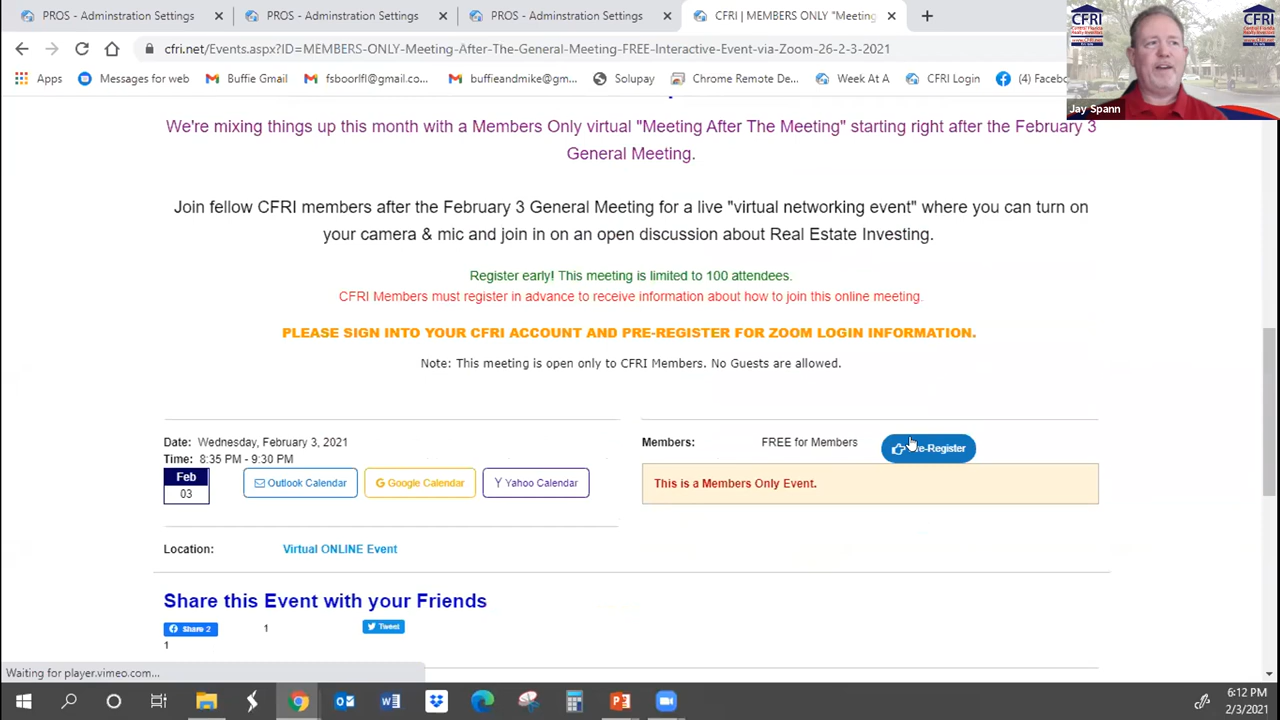 PROS - Adminstration Settings
PROS - Adminstration Settings
PROS - Adminstration Settings
CFRI | MEMBERS ONLY "Meeting
cfri.net/Events.aspx?ID=MEMBERS-ONLY-Meeting-After-The-General-Meeting-FREE-Interactive-Event-via-Zoom-26-2-3-2021
Apps
Messages for web
Buffie Gmail
fsboorlff@gmail.co...
buffieandmike@gm...
Solupay
Chrome Remote De...
Week At A
CFRI Login
(4) Facebo
CFRI
CFRI
Jay Spann
We're mixing things up this month with a Members Only virtual "Meeting After The Meeting" starting right after the February 3
General Meeting.
Join fellow CFRI members after the February 3 General Meeting for a live "virtual networking event" where you can turn on
your camera & mic and join in on an open discussion about Real Estate Investing.
Register early! This meeting is limited to 100 attendees.
CFRI Members must register in advance to receive information about how to join this online meeting.
PLEASE SIGN INTO YOUR CFRI ACCOUNT AND PRE-REGISTER FOR ZOOM LOGIN INFORMATION.
Note: This meeting is open only to CFRI Members. No Guests are allowed.
Date: Wednesday, February 3, 2021
Time: 8:35 PM - 9:30 PM
Feb
03
Outlook Calendar
G Google Calendar
Y Yahoo Calendar
Members: FREE for Members
Pre-Register
This is a Members Only Event.
Location: Virtual ONLINE Event
Share this Event with your Friends
Share 2
1
Tweet
1
Waiting for player.vimeo.com...
6:12 PM
2/3/2021